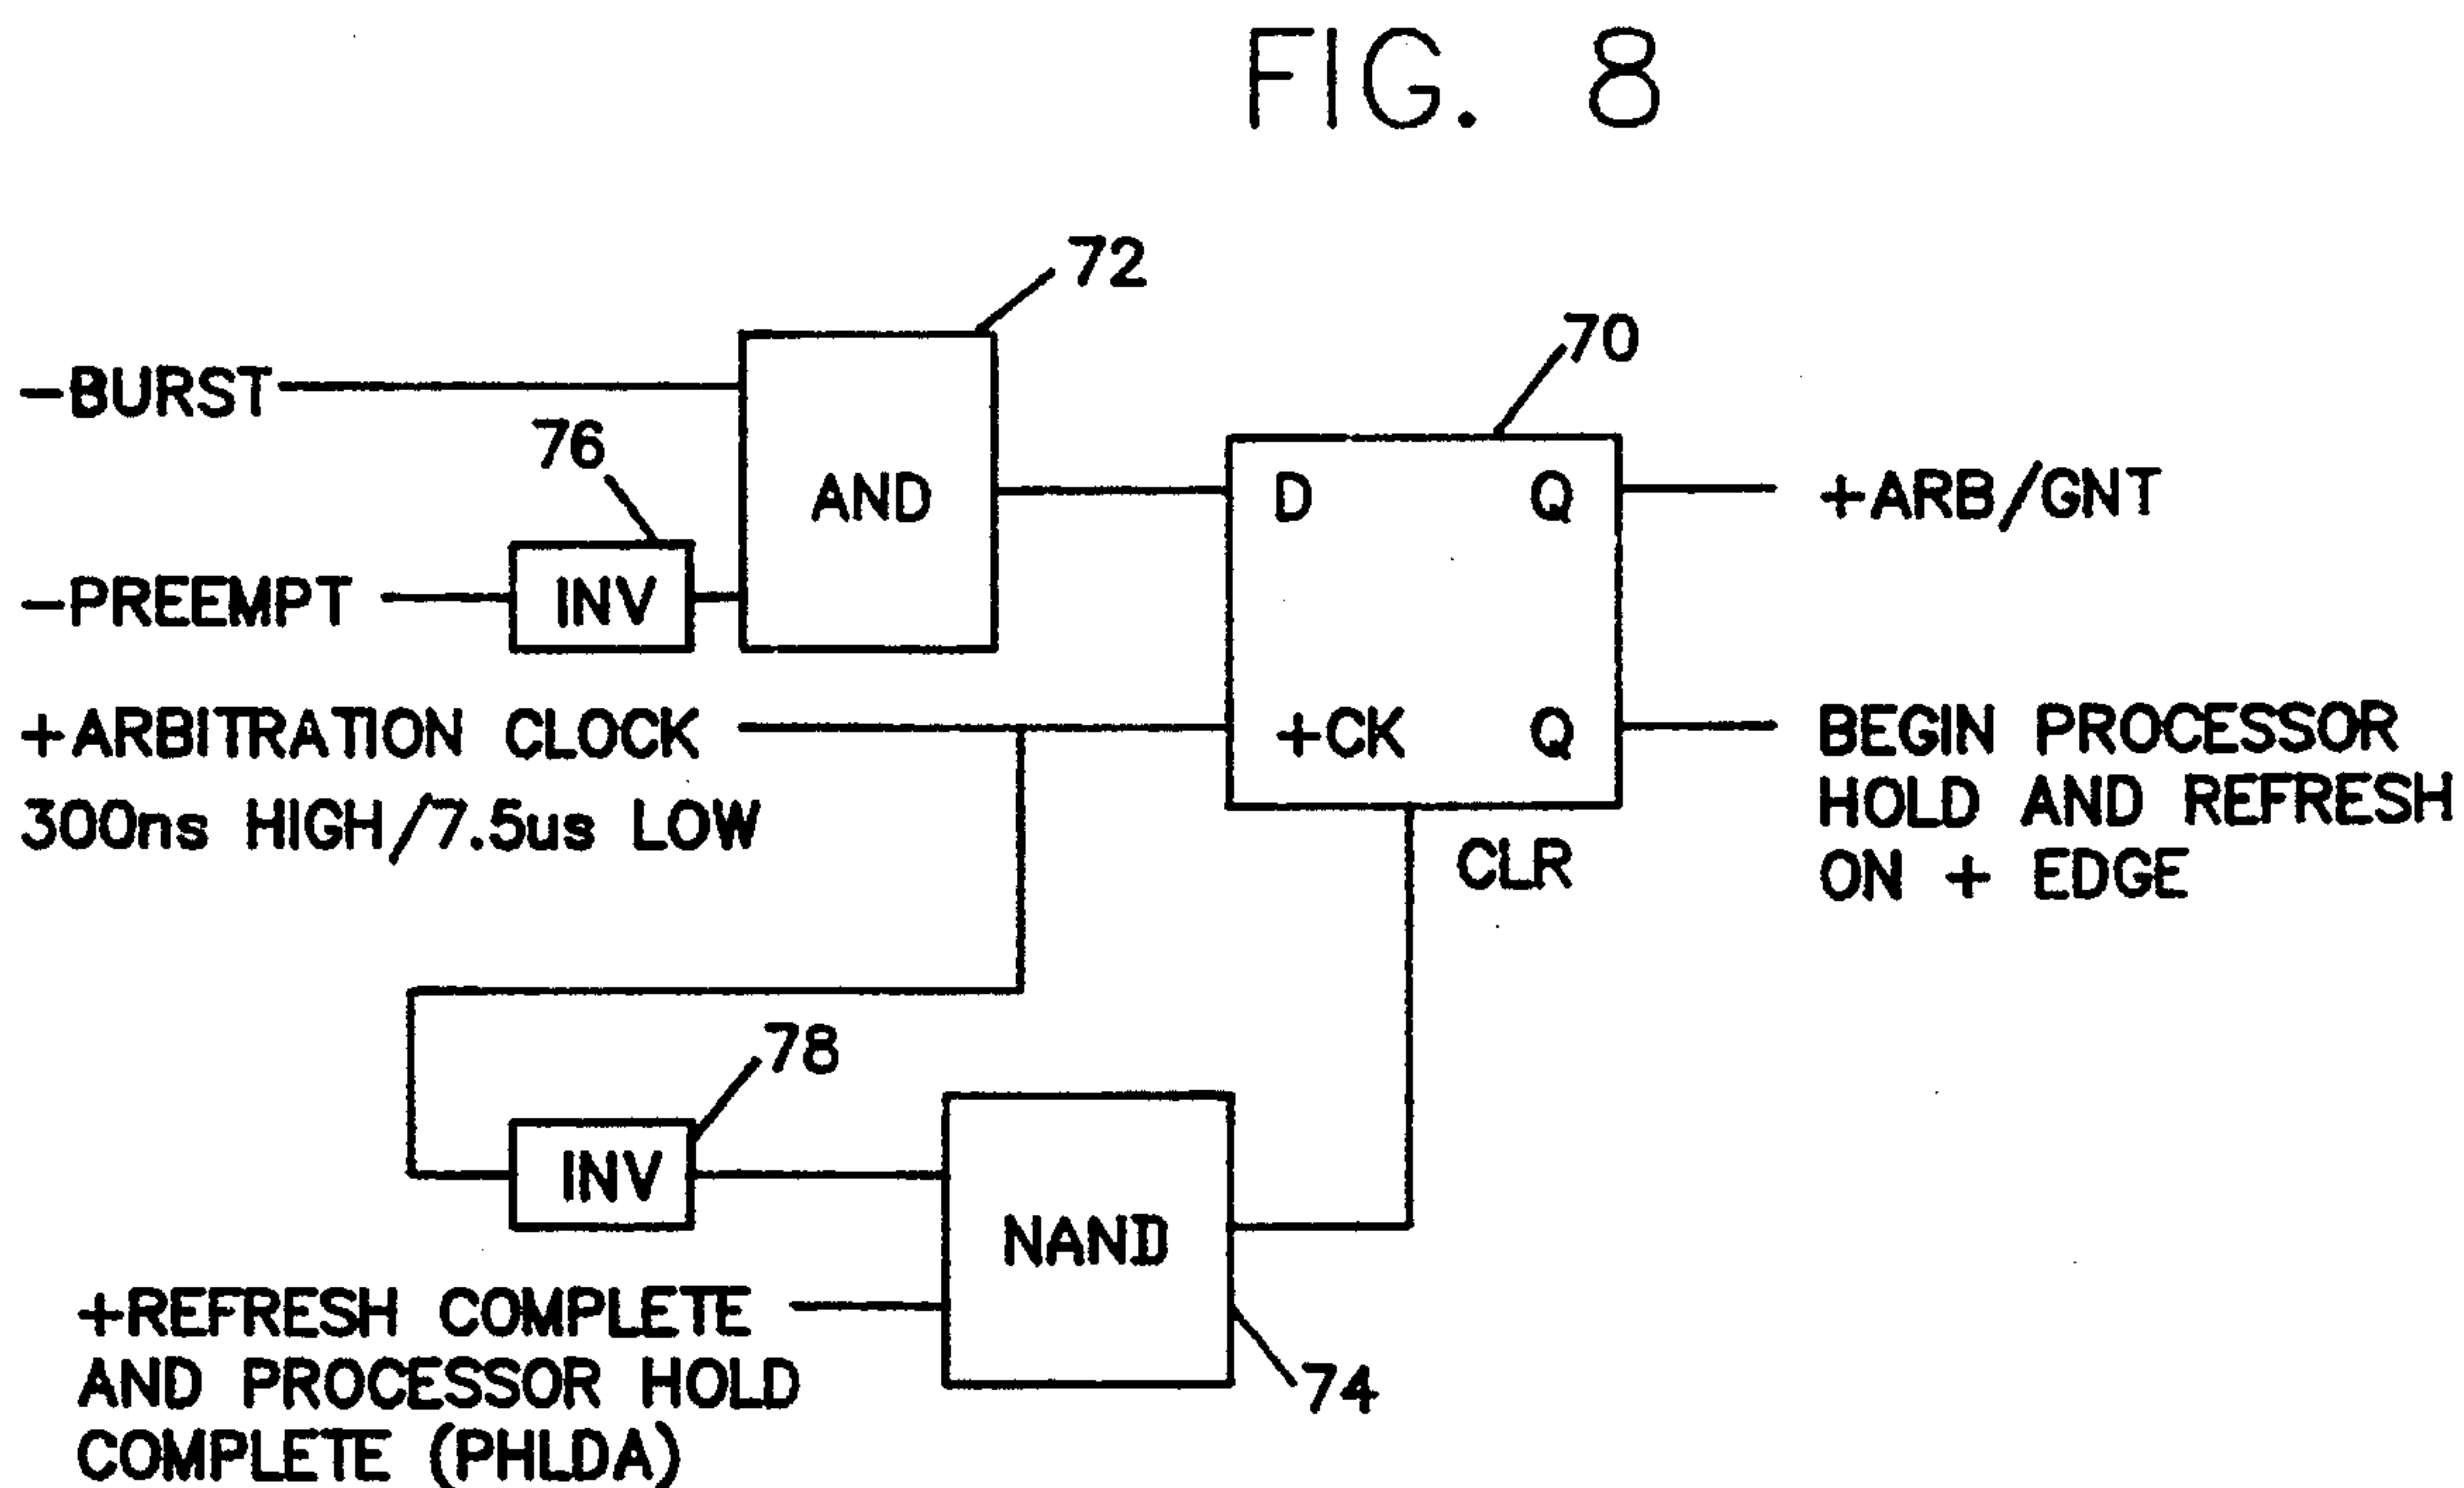 FIG. 8
72
70
-BURST
76
AND
D
Q
+ARB/GNT
-PREEMPT
INV
+ARBITRATION CLOCK
300ns HIGH/7.5us LOW
+CK
Q
BEGIN PROCESSOR
HOLD AND REFRESH
ON + EDGE
CLR
78
INV
NAND
+REFRESH COMPLETE
AND PROCESSOR HOLD
COMPLETE (PHLDA)
74